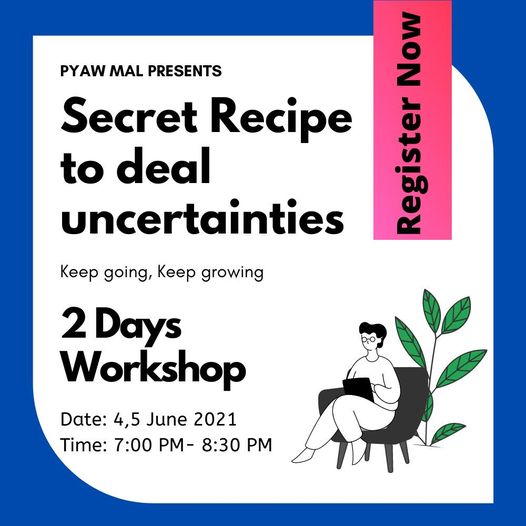 PYAW MAL PRESENTS
Secret Recipe
to deal
uncertainties
Keep going, Keep growing
2 Days
Workshop
Date: 4,5 June 2021
Time: 7:00 PM- 8:30 PM
Register Now